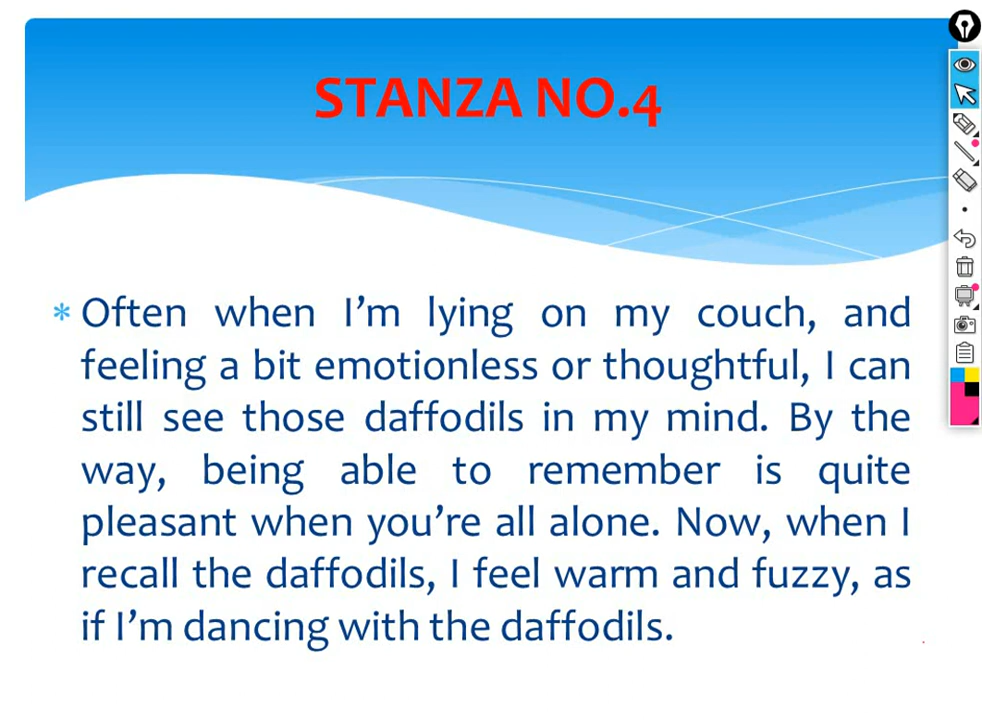 STANZA NO.4
* Often when I'm lying on my couch, and
feeling a bit emotionless or thoughtful, I can
still see those daffodils in my mind. By the
way, being able to remember is quite
pleasant when you're all alone. Now, when I
recall the daffodils, I feel warm and fuzzy, as
if I'm dancing with the daffodils.